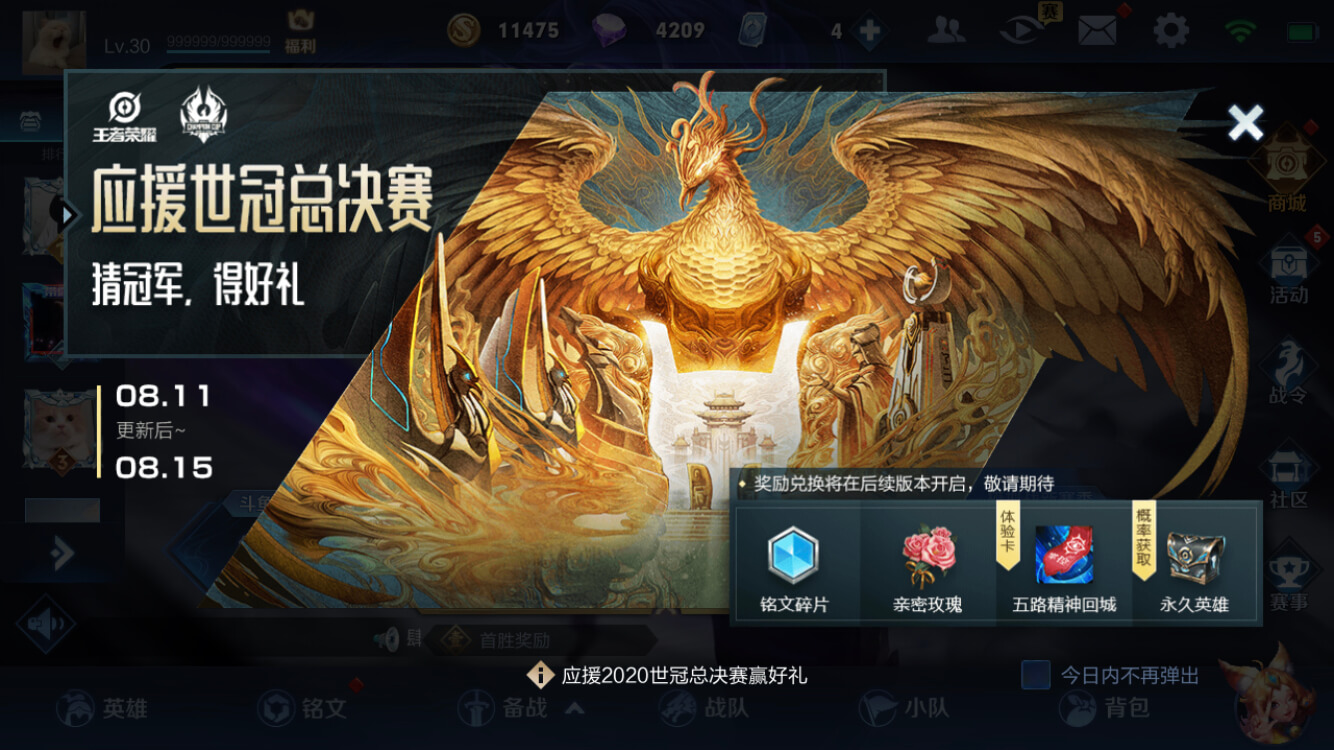 Lv.30
999999/999999
福利
11475
4209
4
赛
王者荣耀
CHAMPION CUP
应援世冠总决赛
猜冠军，得好礼
商城
5
活动
08.11
更新后~
08.15
战令
3
社区
斗鱼
奖励兑换将在后续版本开启，敬请期待
体验卡
概率获取
铭文碎片
亲密玫瑰
五路精神回城
永久英雄
赛事
肆
首胜奖励
应援2020世冠总决赛赢好礼
今日内不再弹出
英雄
铭文
备战
战队
小队
背包